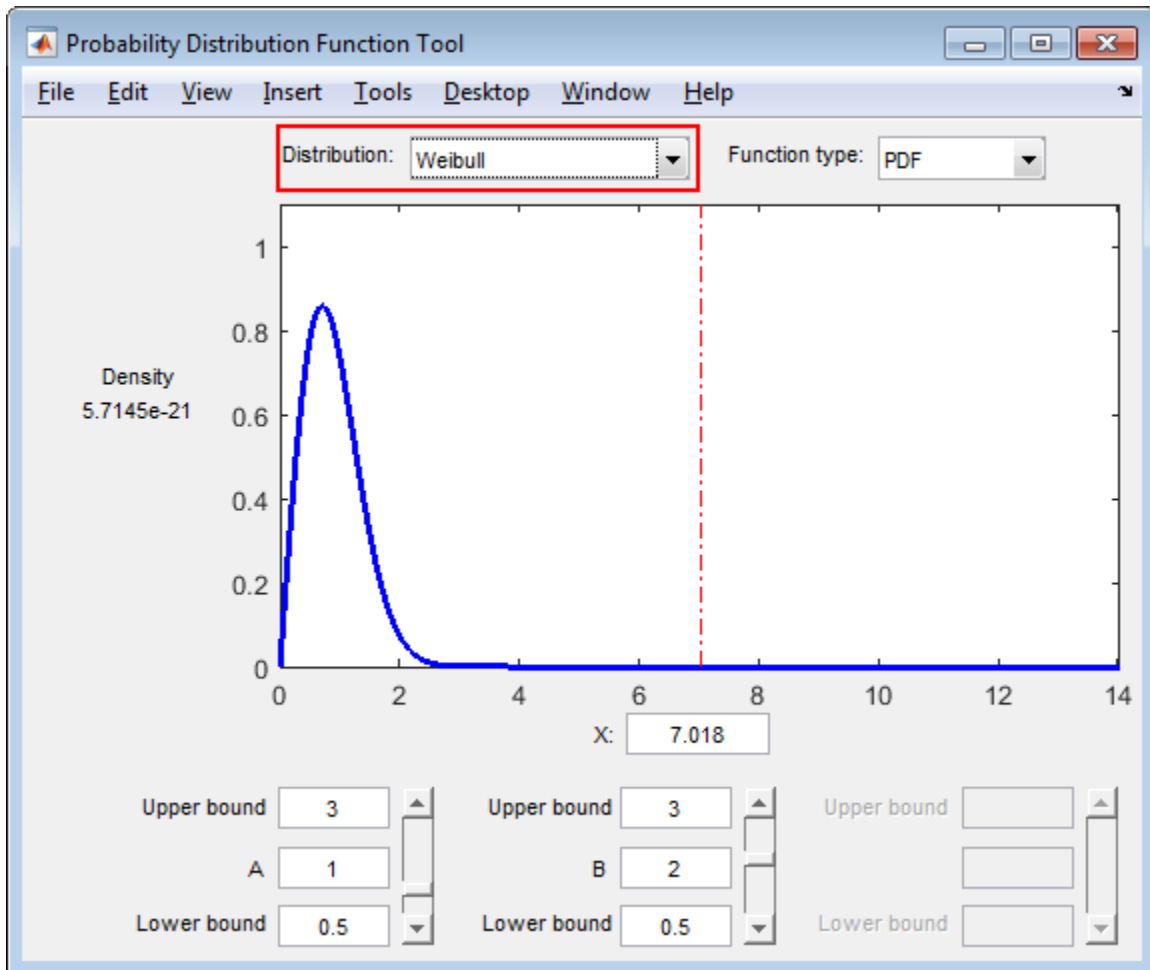 Probability Distribution Function Tool
File Edit View Insert Tools Desktop Window Help
Distribution: Weibull Function type: PDF
1
0.8
Density
5.7145e-21
0.6
0.4
0.2
0
0 2 4 6 8 10 12 14
X: 7.018
Upper bound 3 Upper bound 3 Upper bound
A 1 B 2
Lower bound 0.5 Lower bound 0.5 Lower bound